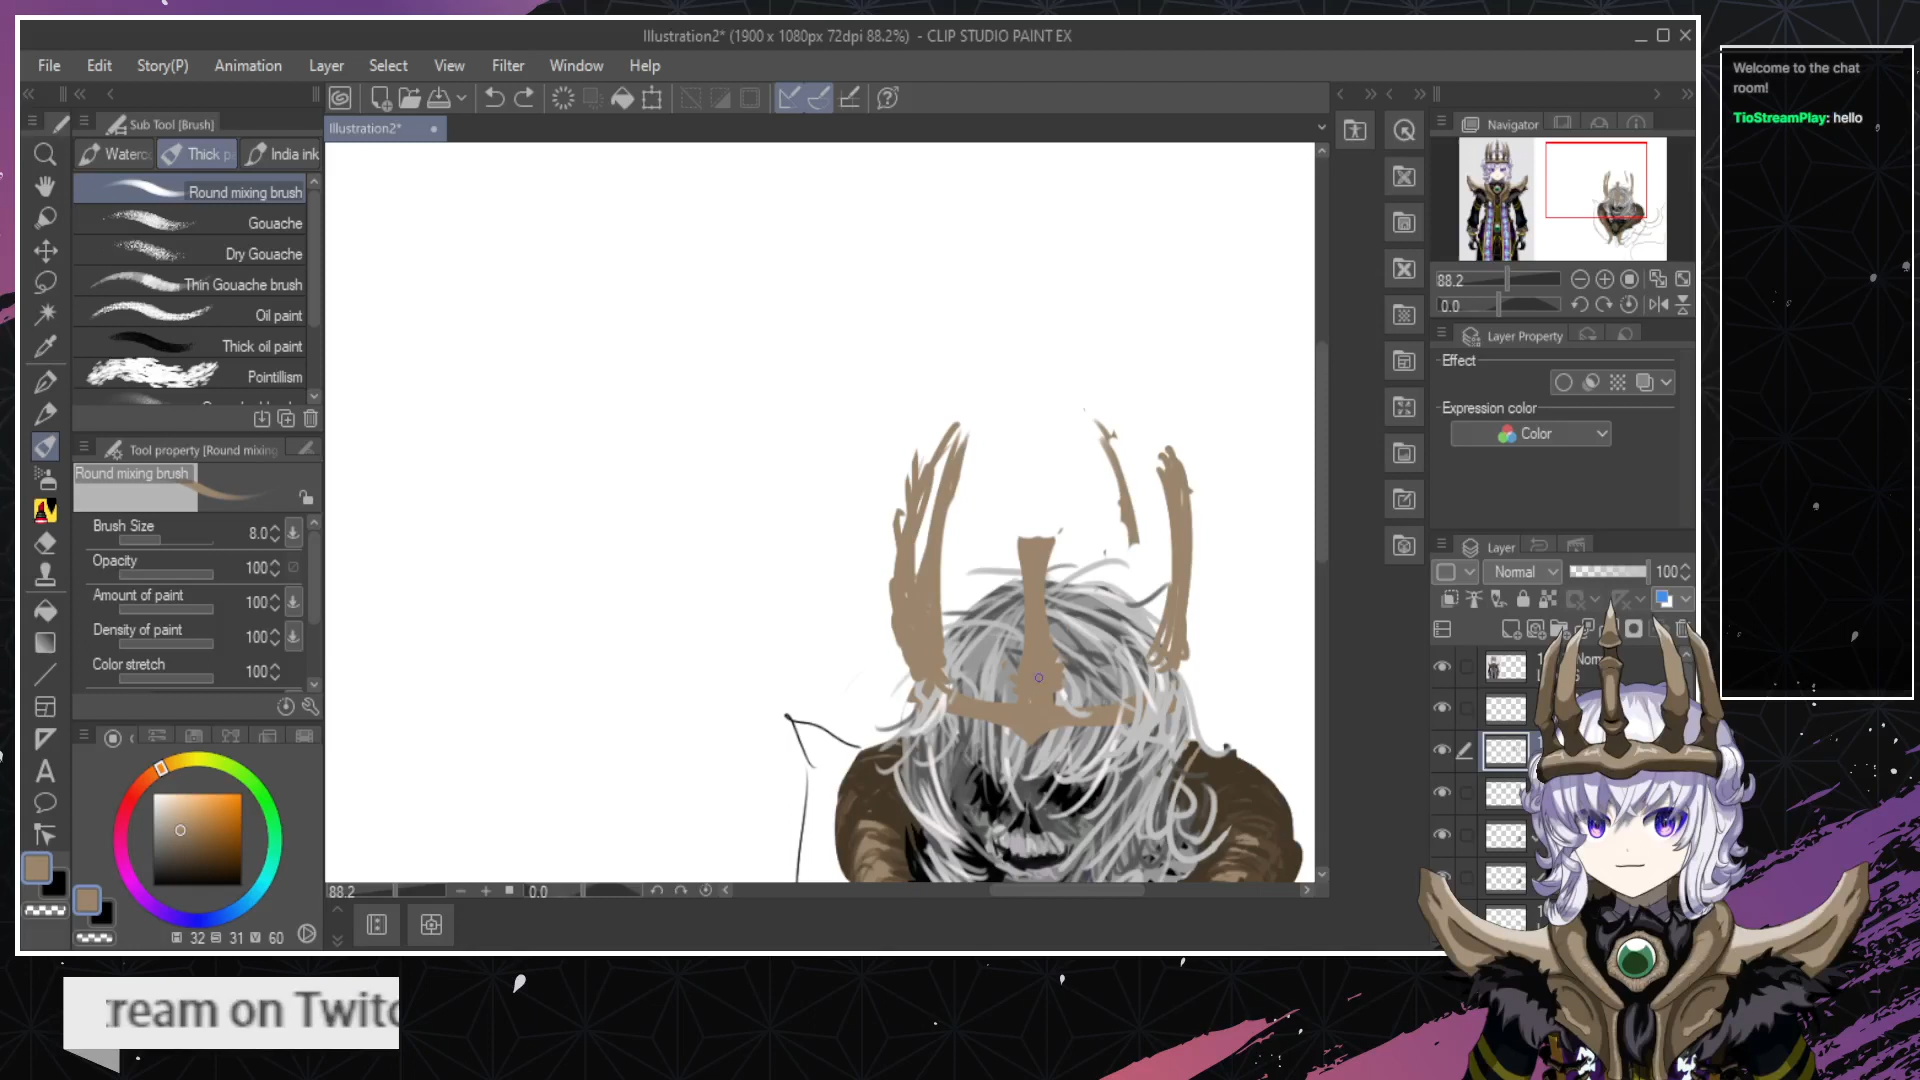 Illustration2* (1900 x 1080px 72dpi 88.2%) - CLIP STUDIO PAINT EX
File Edit Story(P) Animation Layer Select View Filter Window Help
Sub Tool [Brush]
Illustration2*
Waterc Thick p India ink
Round mixing brush
Gouache
Dry Gouache
Thin Gouache brush
Oil paint
Thick oil paint
Pointillism
Tool property [Round mixing
Round mixing brush
Brush Size 8.0
Opacity 100
Amount of paint 100
Density of paint 100
Color stretch 100
H 32 S 31 V 60
88.2 0.0
Navigator
88.2
0.0
Layer Property
Effect
Expression color
Color
Layer
Normal 100
Welcome to the chat
room!
TioStreamPlay: hello
ream on Twitc